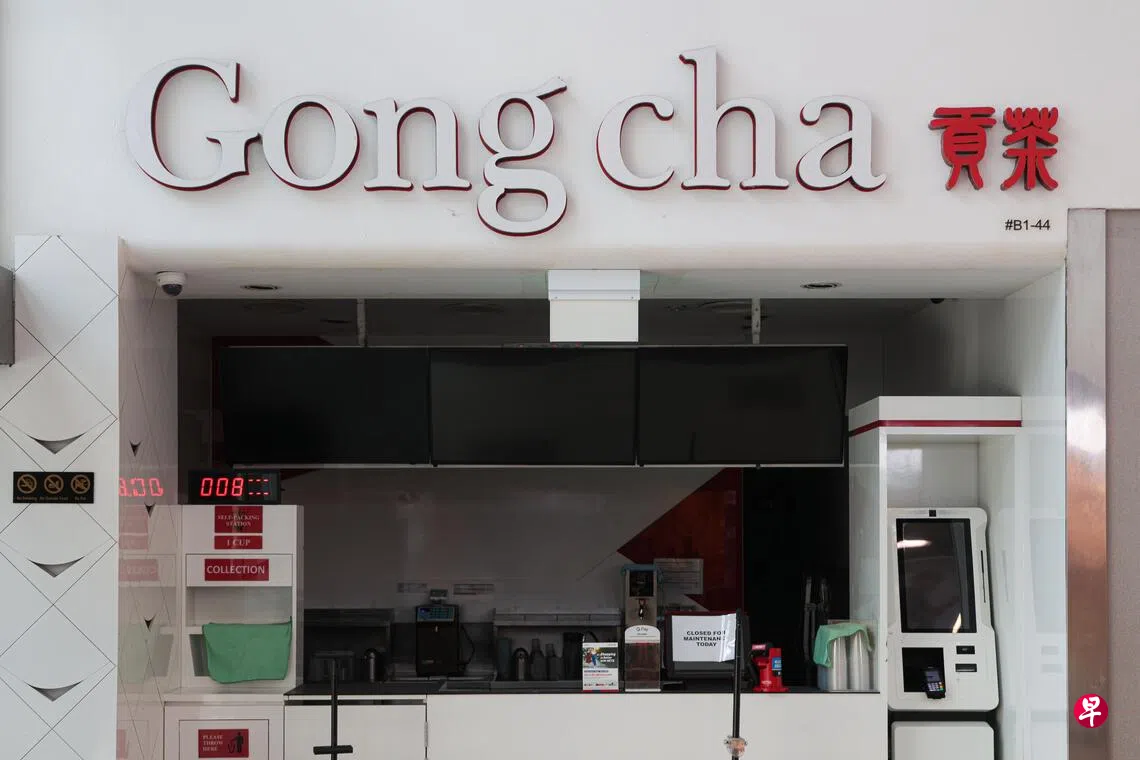 Gong cha 貢茶
#B1-44
008
SELF-PACKING
STATION
1 CUP
COLLECTION
CLOSED FOR
MAINTENANCE
TODAY
PLEASE
THROW
HERE
早